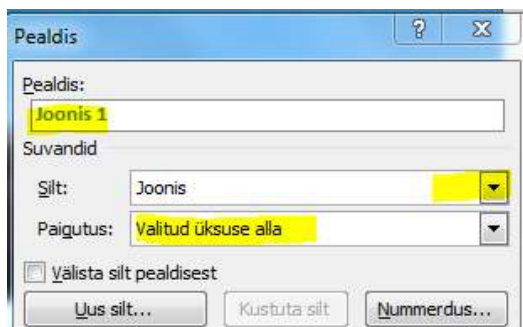 Pealdis
Pealdis:
Joonis 1
Suvandid
Silt: Joonis
Paigutus: Valitud üksuse alla
Välista silt pealdisest
Uus silt... Kustuta silt Nummerdus...